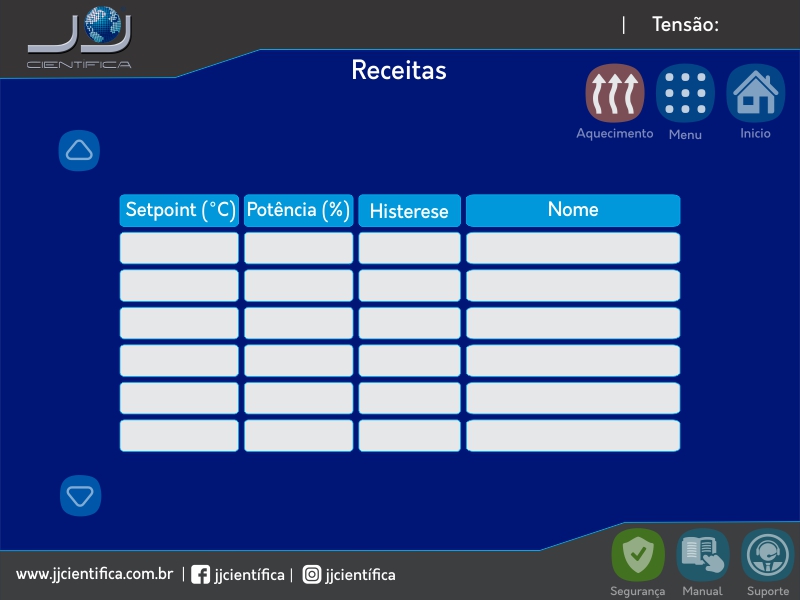 JJ
CIENTÍFICA
| Tensão:
Receitas
Aquecimento
Menu
Inicio
Setpoint (°C)
Potência (%)
Histerese
Nome
www.jjcientifica.com.br | jjcientífica | jjcientífica
Segurança
Manual
Suporte